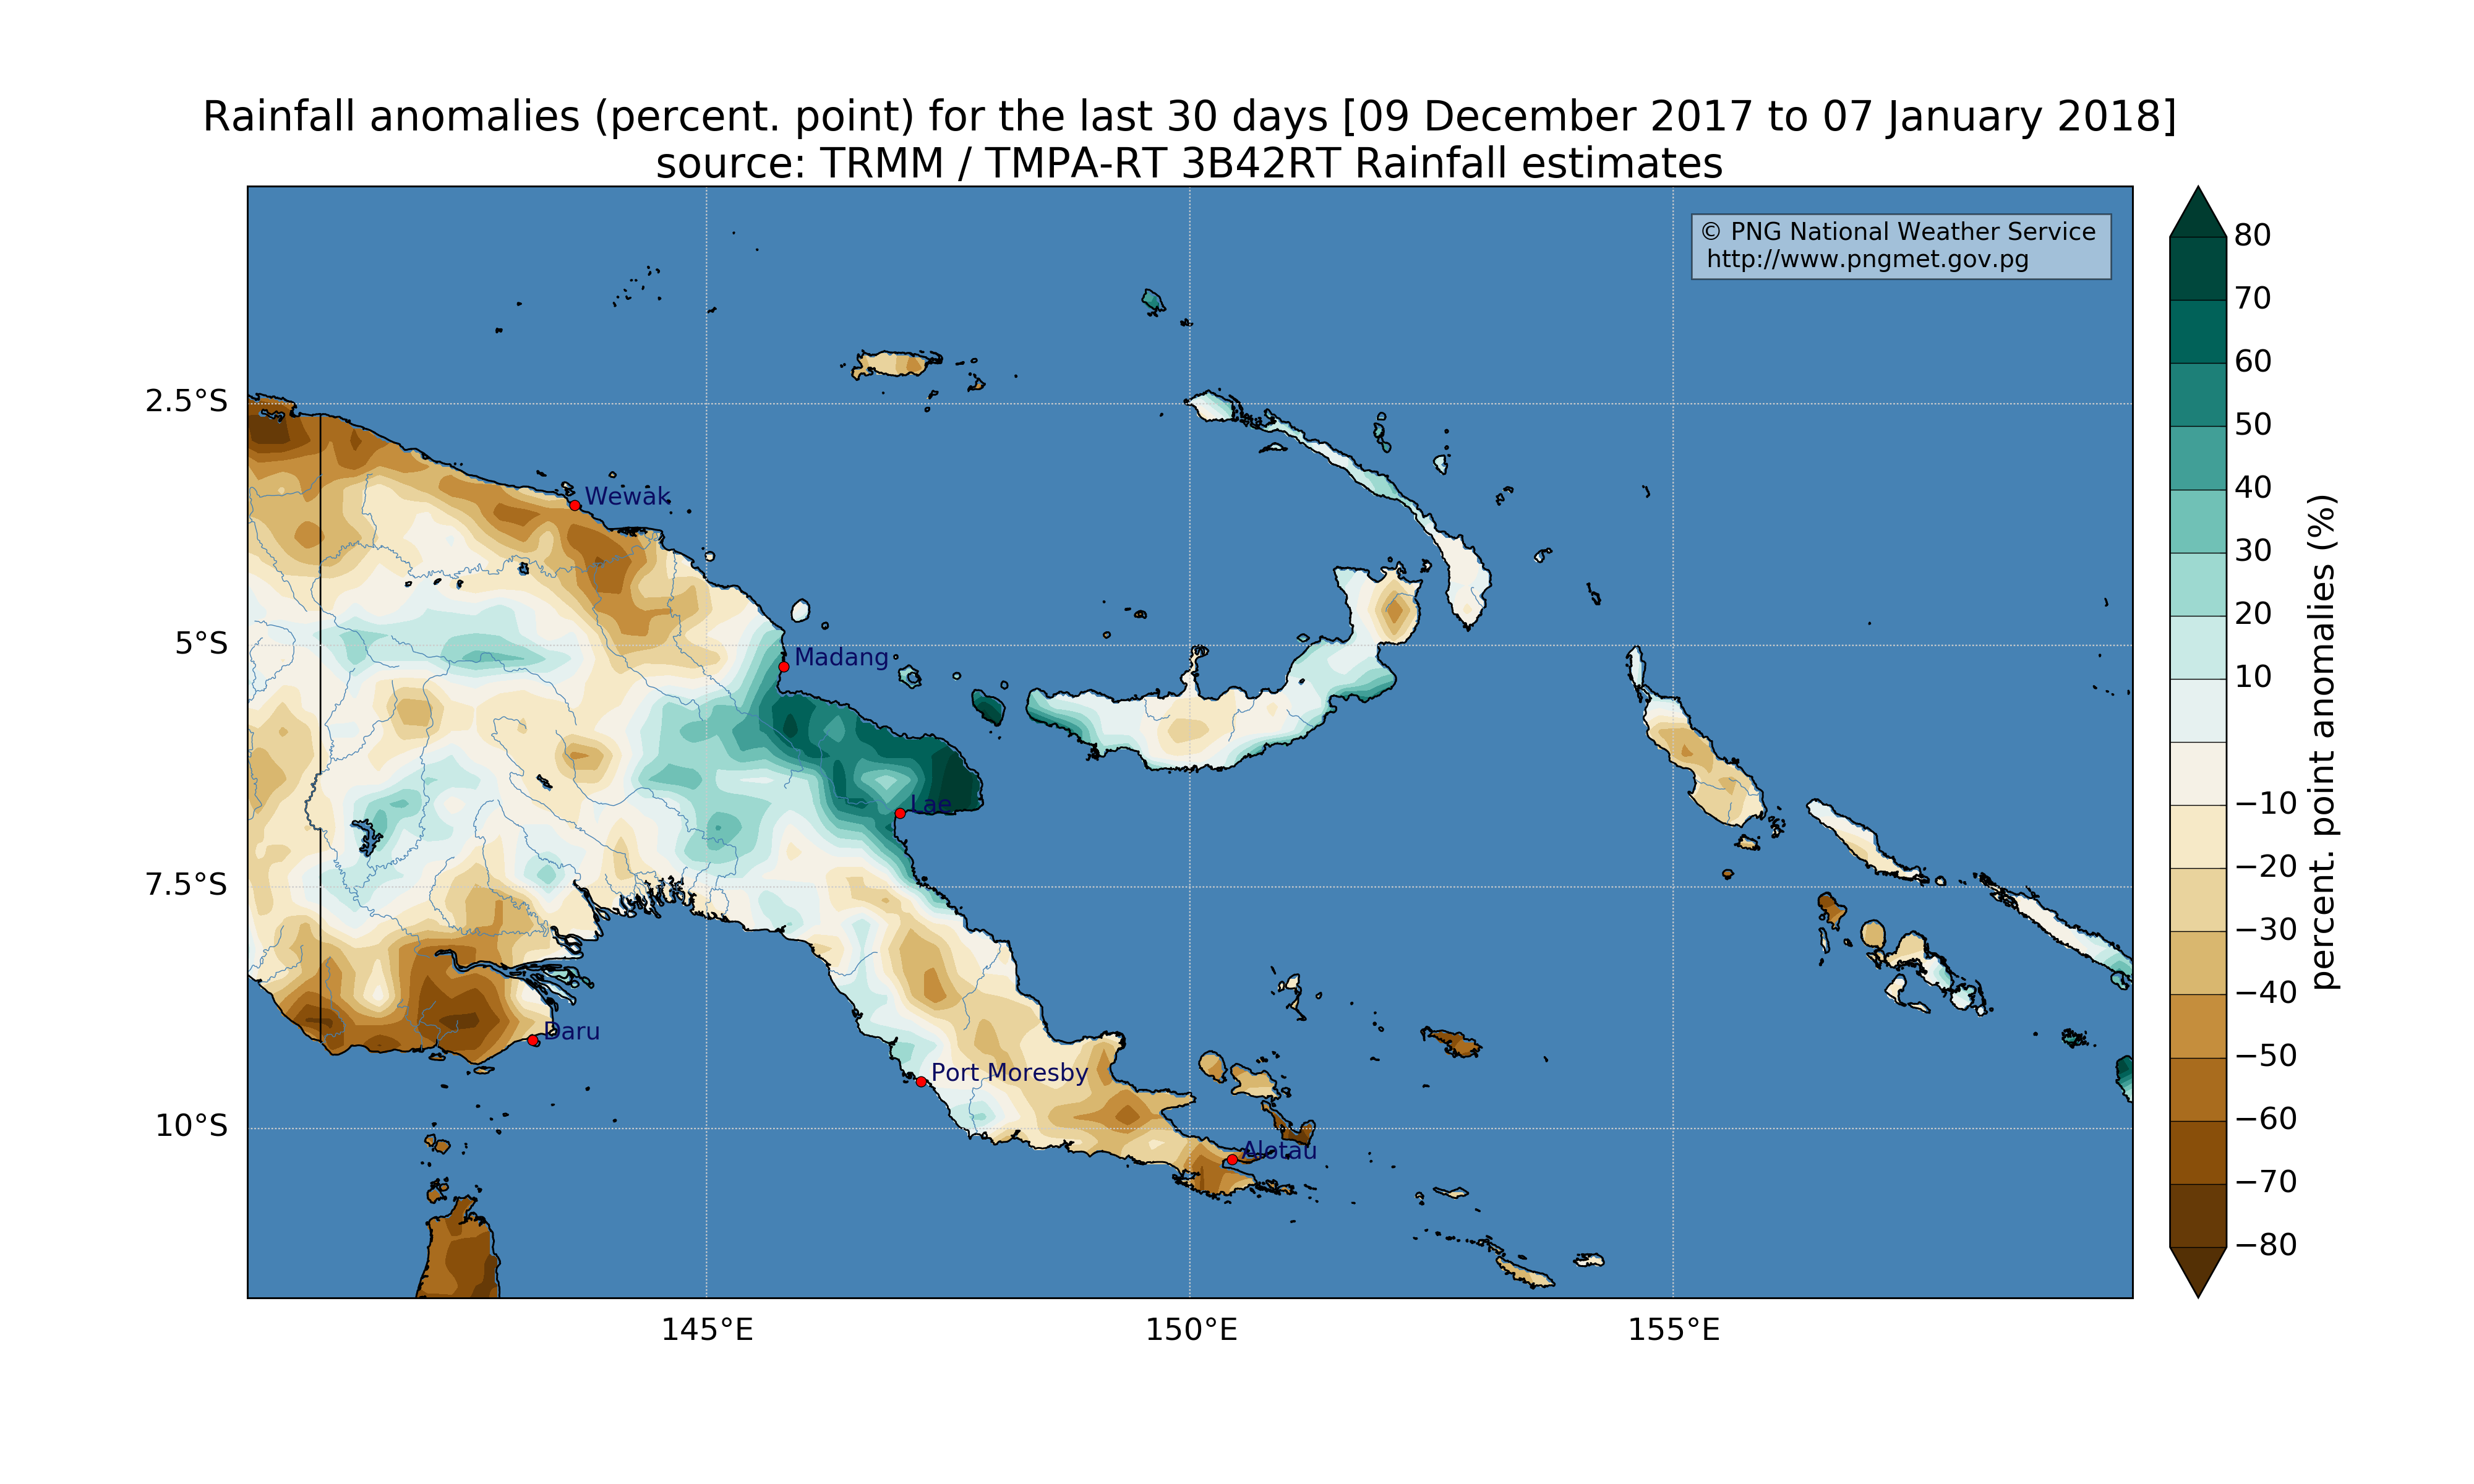 Rainfall anomalies (percent. point) for the last 30 days [09 December 2017 to 07 January 2018]
source: TRMM / TMPA-RT 3B42RT Rainfall estimates
© PNG National Weather Service
http://www.pngmet.gov.pg
2.5°S
5°S
7.5°S
10°S
Wewak
Madang
Lae
Daru
Port Moresby
Alotau
145°E
150°E
155°E
80
70
60
50
40
30
20
10
−10
−20
−30
−40
−50
−60
−70
−80
percent. point anomalies (%)